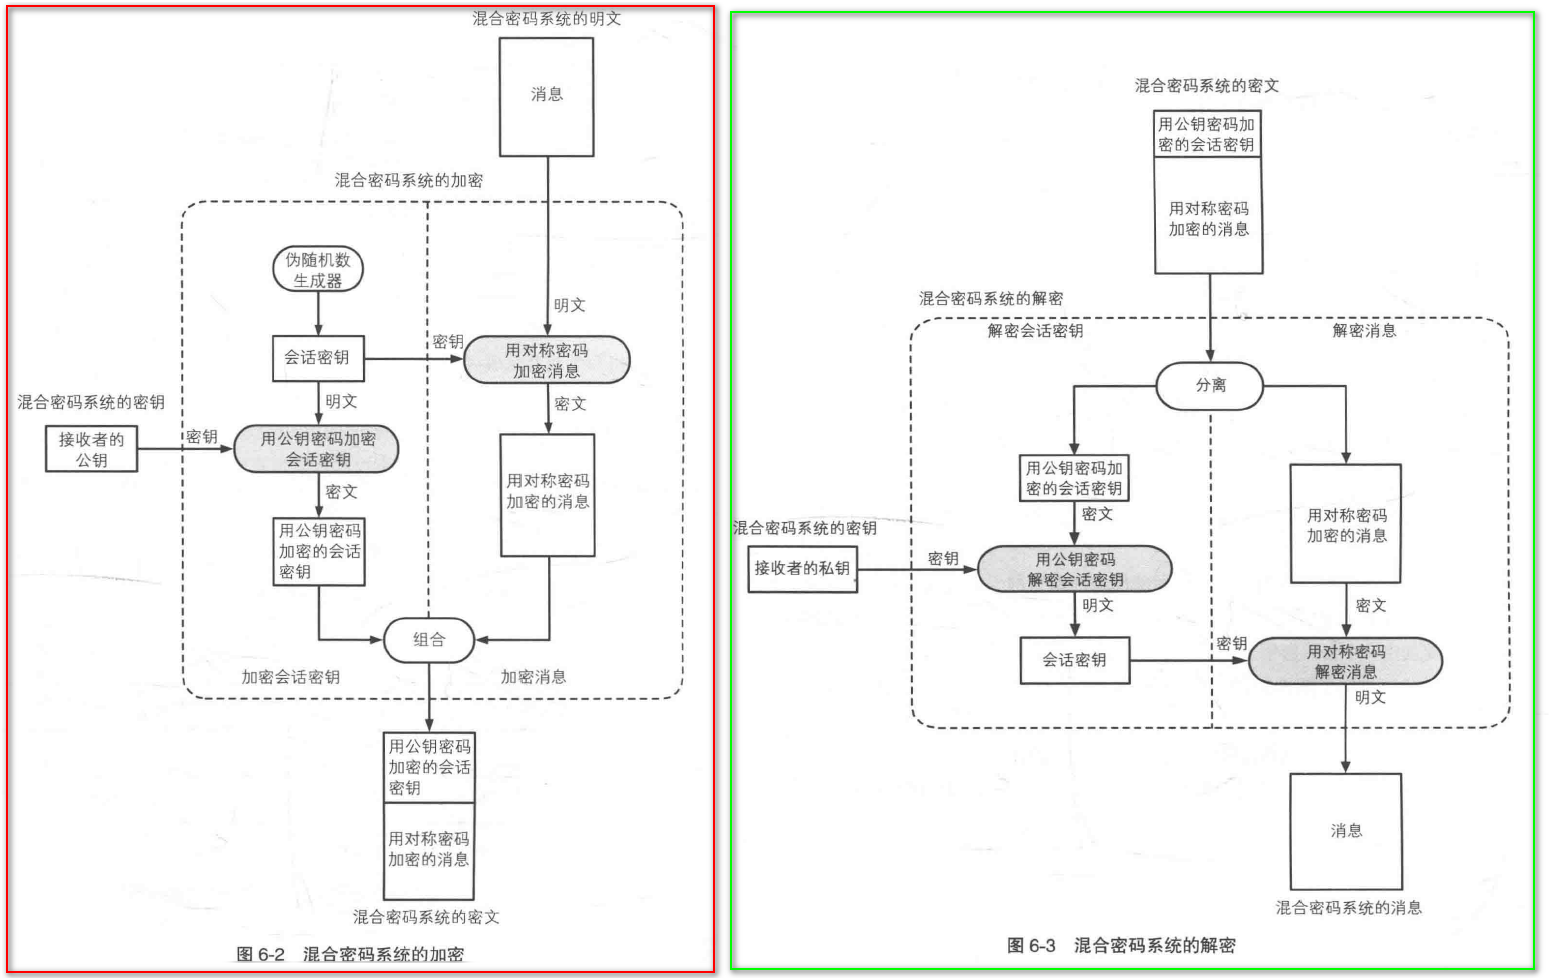 混合密码系统的明文
消息
混合密码系统的加密
伪随机数
生成器
明文
密钥
会话密钥
用对称密码
加密消息
混合密码系统的密钥
明文
密文
接收者的
公钥
密钥
用公钥密码加密
会话密钥
密文
用对称密码
加密的消息
用公钥密码
加密的会话
密钥
组合
加密会话密钥
加密消息
用公钥密码
加密的会话
密钥
用对称密码
加密的消息
混合密码系统的密文
图 6-2 混合密码系统的加密
混合密码系统的密文
用公钥密码加
密的会话密钥
用对称密码
加密的消息
混合密码系统的解密
解密会话密钥
解密消息
分离
用公钥密码加
密的会话密钥
密文
用对称密码
加密的消息
混合密码系统的密钥
接收者的私钥
密钥
用公钥密码
解密会话密钥
明文
密文
会话密钥
密钥
用对称密码
解密消息
明文
消息
混合密码系统的消息
图 6-3 混合密码系统的解密